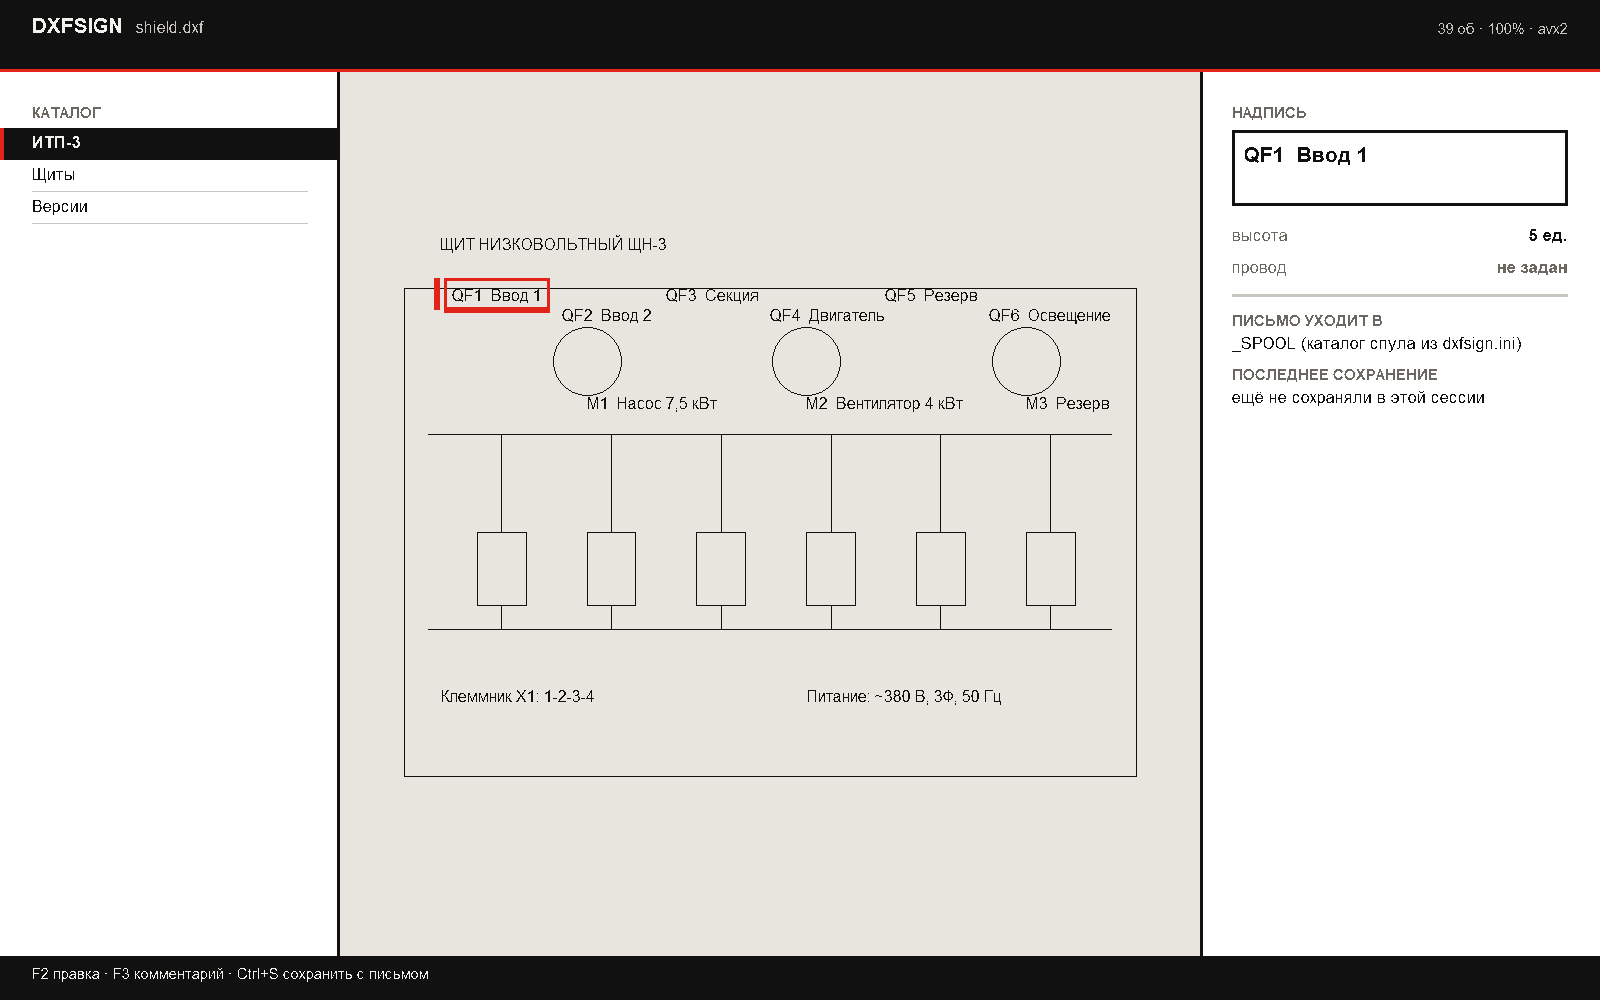 DXFSIGN shield.dxf
39 об · 100% · avx2
КАТАЛОГ
ИТП-3
Щиты
Версии
ЩИТ НИЗКОВОЛЬТНЫЙ ЩН-3
QF1 Ввод 1
QF3 Секция
QF5 Резерв
QF2 Ввод 2
QF4 Двигатель
QF6 Освещение
М1 Насос 7,5 кВт
М2 Вентилятор 4 кВт
М3 Резерв
Клеммник X1: 1-2-3-4
Питание: ~380 В, 3Ф, 50 Гц
НАДПИСЬ
QF1 Ввод 1
высота 5 ед.
провод не задан
ПИСЬМО УХОДИТ В
_SPOOL (каталог спула из dxfsign.ini)
ПОСЛЕДНЕЕ СОХРАНЕНИЕ
ещё не сохраняли в этой сессии
F2 правка · F3 комментарий · Ctrl+S сохранить с письмом